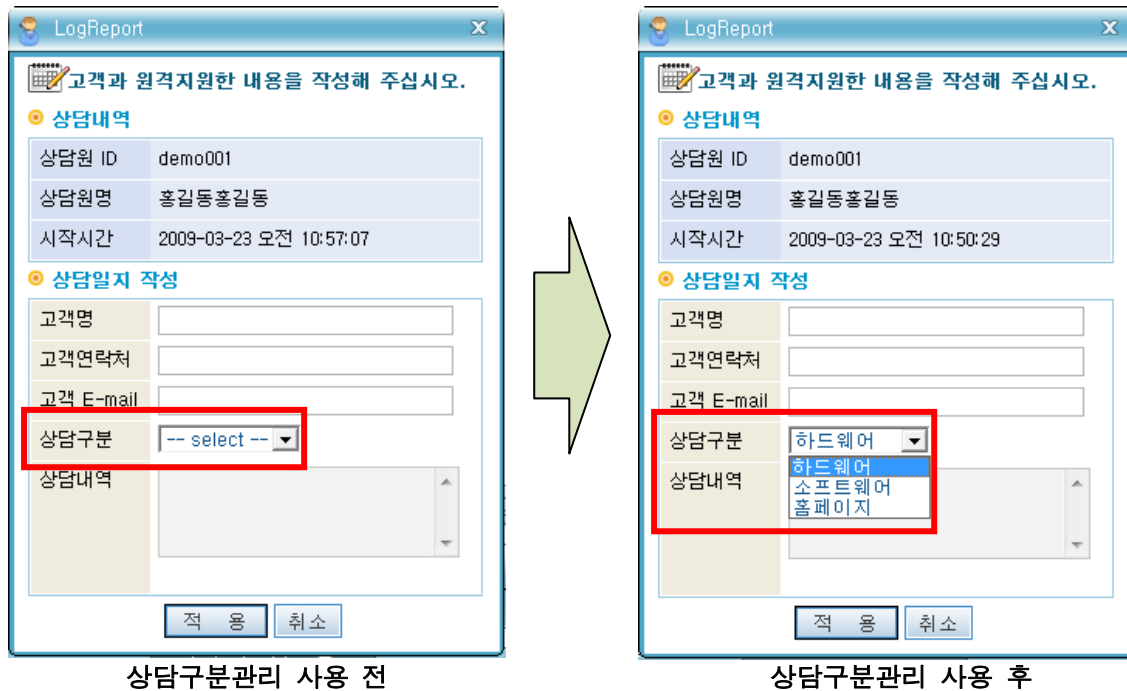 LogReport
고객과 원격지원한 내용을 작성해 주십시오.
상담내역
상담원 ID demo001
상담원명 홍길동홍길동
시작시간 2009-03-23 오전 10:57:07
상담일지 작성
고객명
고객연락처
고객 E-mail
상담구분 -- select --
상담내역
적 용 취소
상담구분관리 사용 전
LogReport
고객과 원격지원한 내용을 작성해 주십시오.
상담내역
상담원 ID demo001
상담원명 홍길동홍길동
시작시간 2009-03-23 오전 10:50:29
상담일지 작성
고객명
고객연락처
고객 E-mail
상담구분 하드웨어
하드웨어
상담내역 소프트웨어
홈페이지
적 용 취소
상담구분관리 사용 후